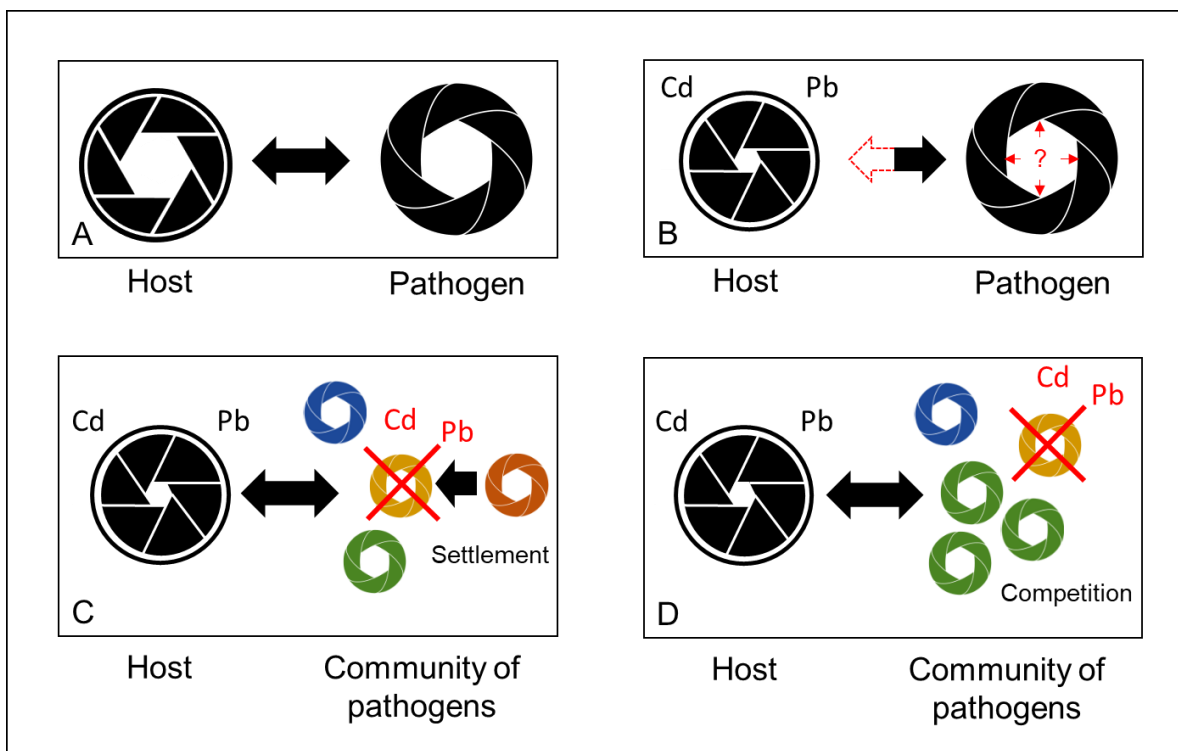 A
Host
Pathogen
Cd
Pb
?
B
Host
Pathogen
Cd
Pb
Cd
Pb
Settlement
C
Host
Community of
pathogens
Cd
Pb
Cd
Pb
Competition
D
Host
Community of
pathogens